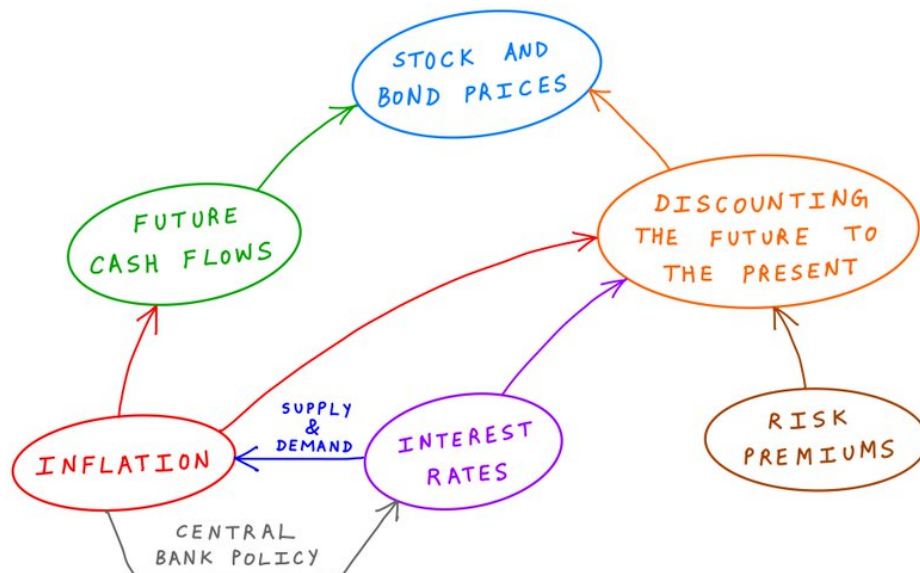 STOCK AND
BOND PRICES
FUTURE
CASH FLOWS
DISCOUNTING
THE FUTURE TO
THE PRESENT
SUPPLY
&
DEMAND
INFLATION
INTEREST
RATES
RISK
PREMIUMS
CENTRAL
BANK POLICY